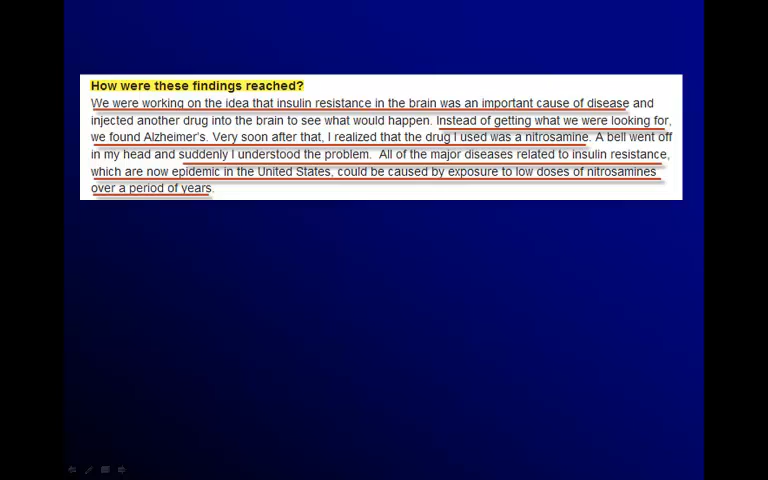 How were these findings reached?
We were working on the idea that insulin resistance in the brain was an important cause of disease and
injected another drug into the brain to see what would happen. Instead of getting what we were looking for,
we found Alzheimer's. Very soon after that, I realized that the drug I used was a nitrosamine. A bell went off
in my head and suddenly I understood the problem.  All of the major diseases related to insulin resistance,
which are now epidemic in the United States, could be caused by exposure to low doses of nitrosamines
over a period of years.